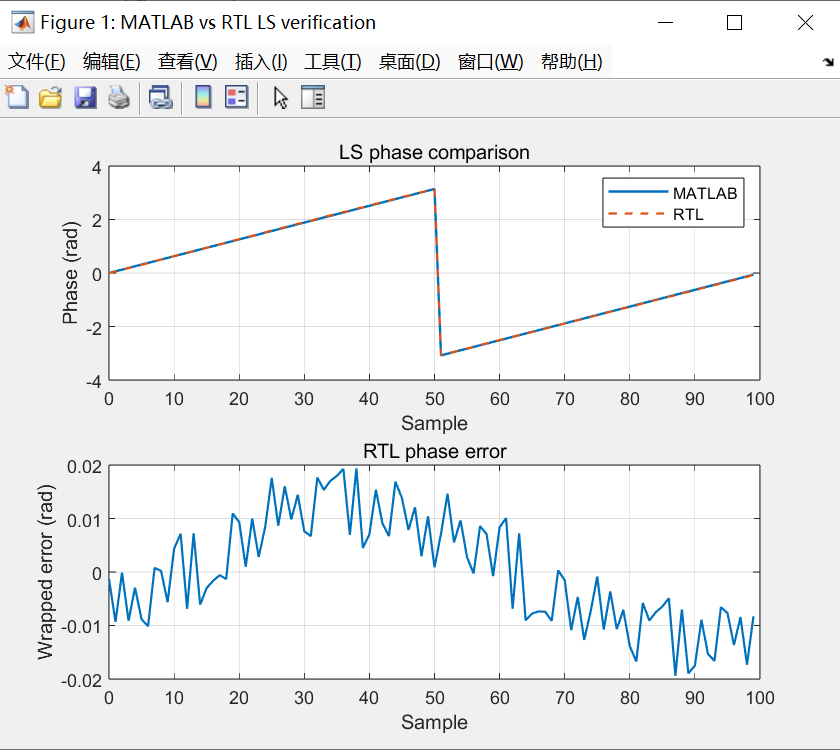 Figure 1: MATLAB vs RTL LS verification
文件(F) 编辑(E) 查看(V) 插入(I) 工具(T) 桌面(D) 窗口(W) 帮助(H)
LS phase comparison
4
2
0
-2
-4
Phase (rad)
MATLAB
RTL
0 10 20 30 40 50 60 70 80 90 100
Sample
RTL phase error
0.02
0.01
0
-0.01
-0.02
Wrapped error (rad)
0 10 20 30 40 50 60 70 80 90 100
Sample